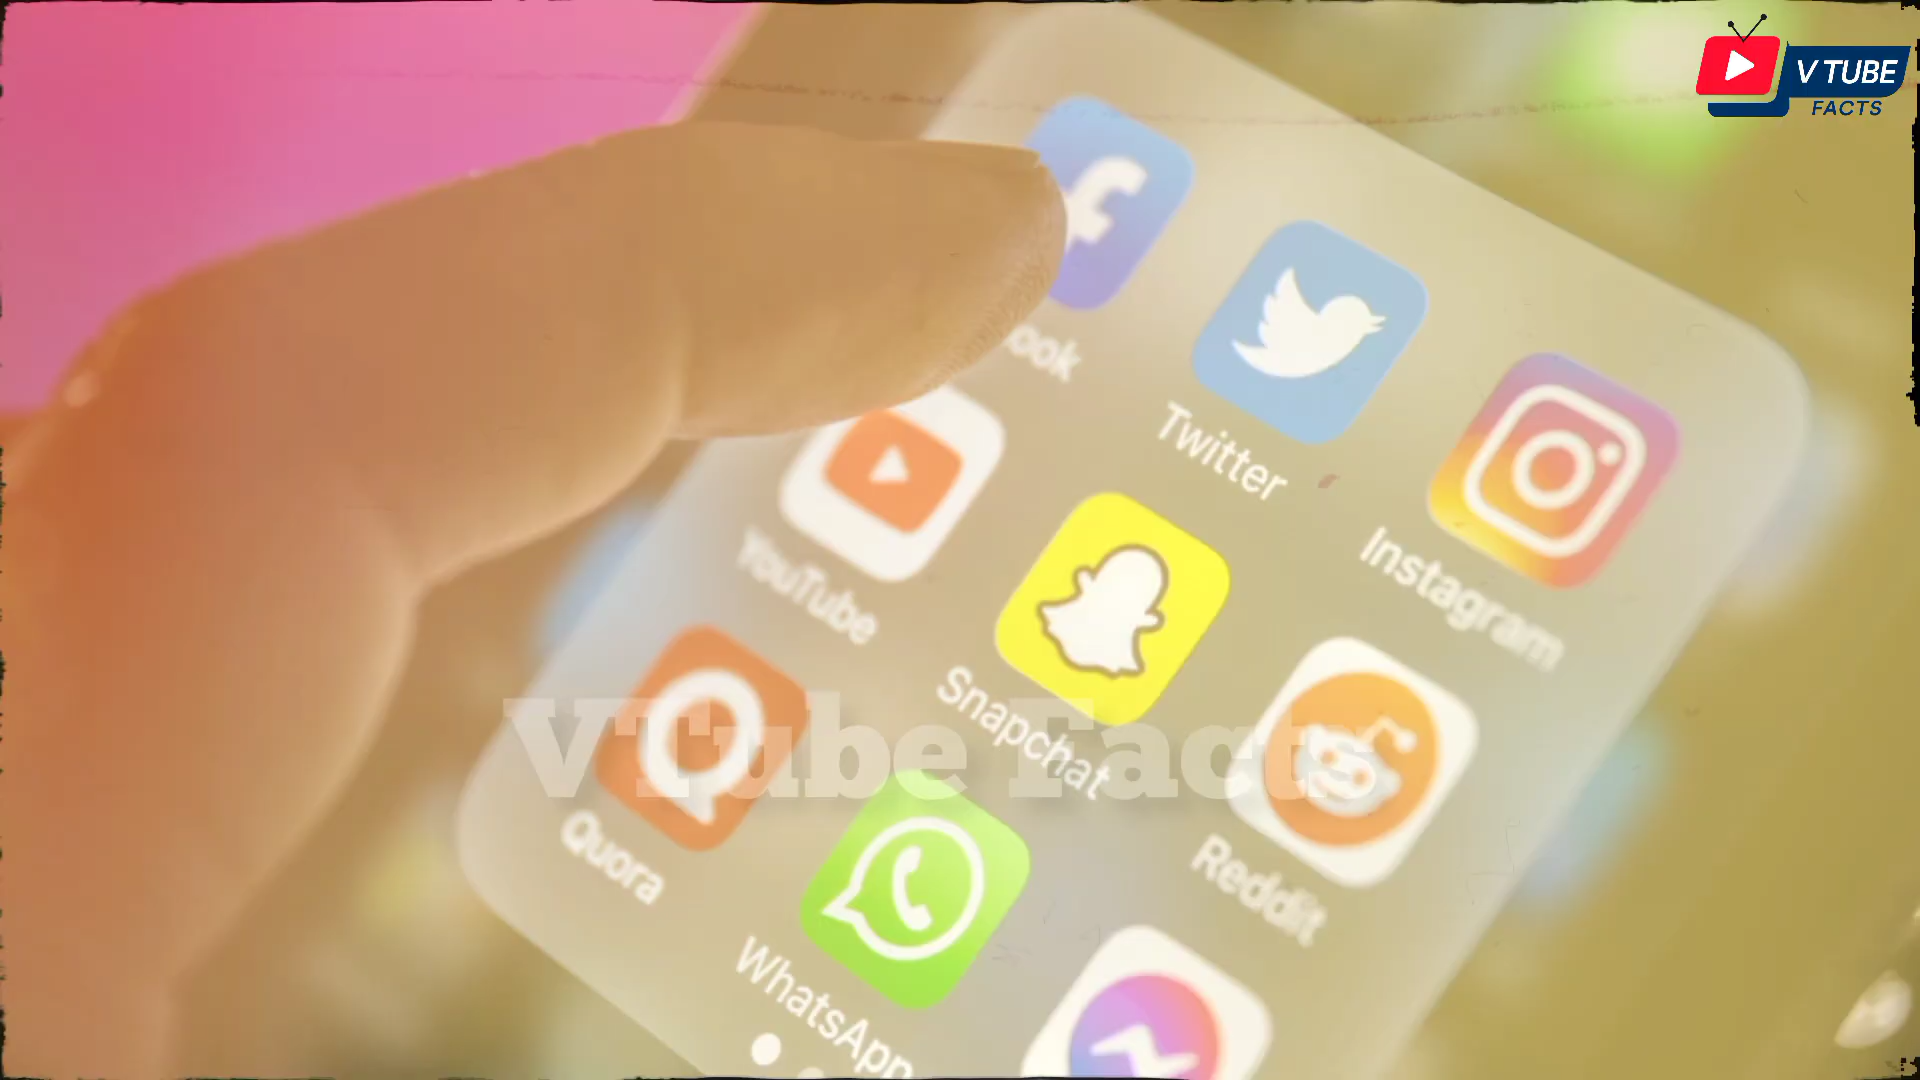 V TUBE
FACTS
ook
Twitter
Instagram
YouTube
Snapchat
Reddit
Quora
WhatsApp
VTube Facts